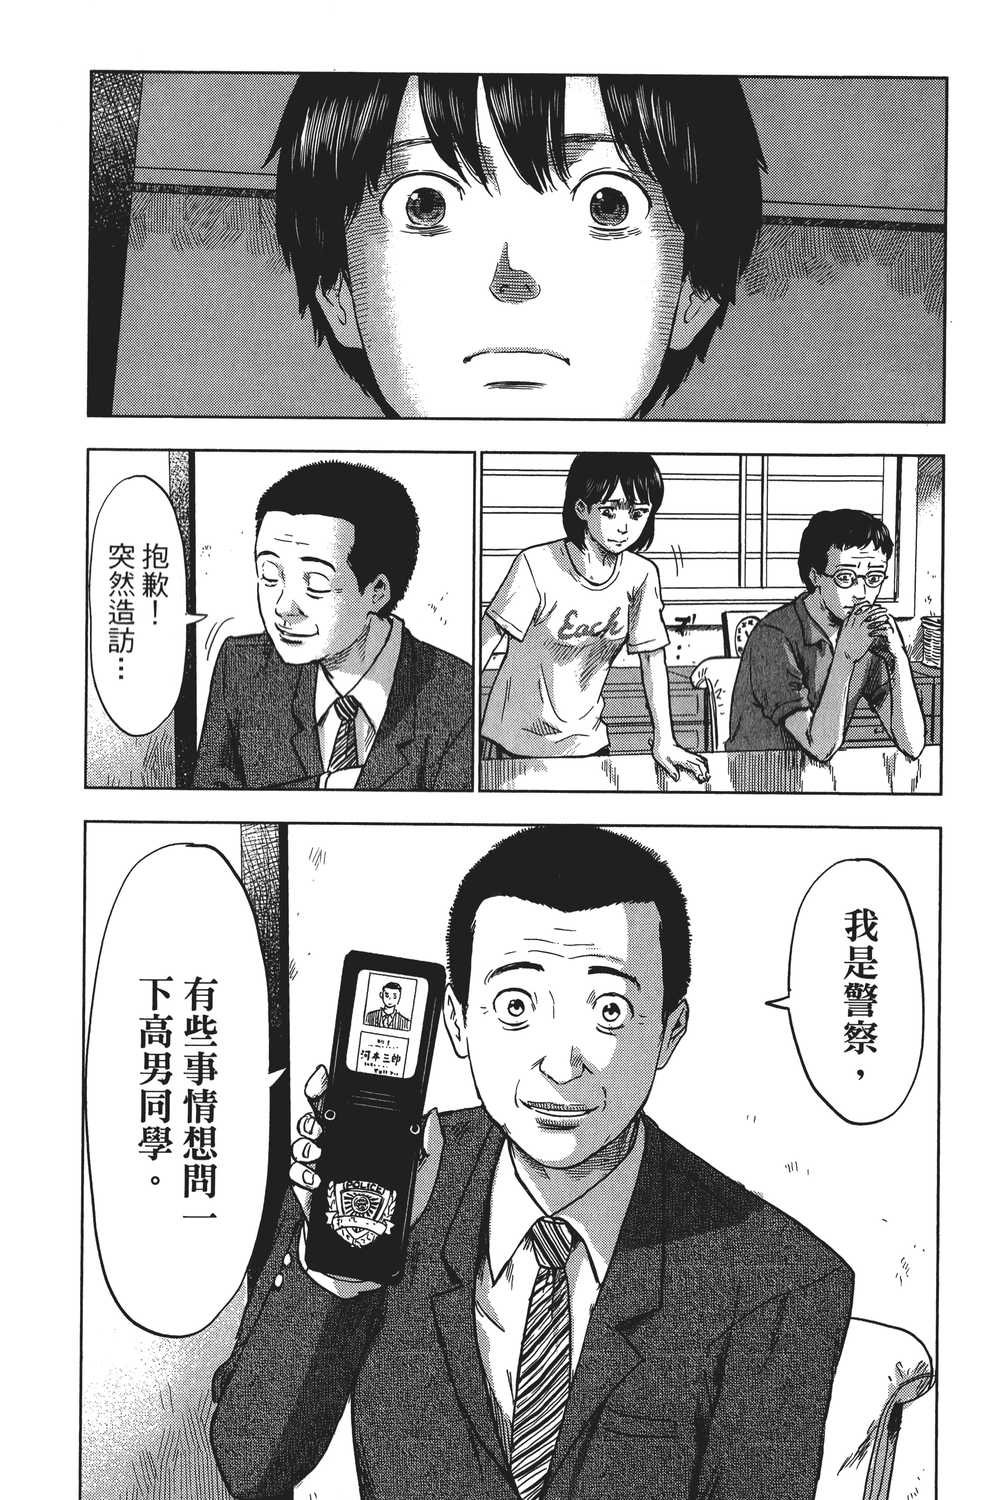 Each
抱歉！
突然造訪…
我是警察，
有些事情想問一
下高男同學。
河本三郎
POLICE